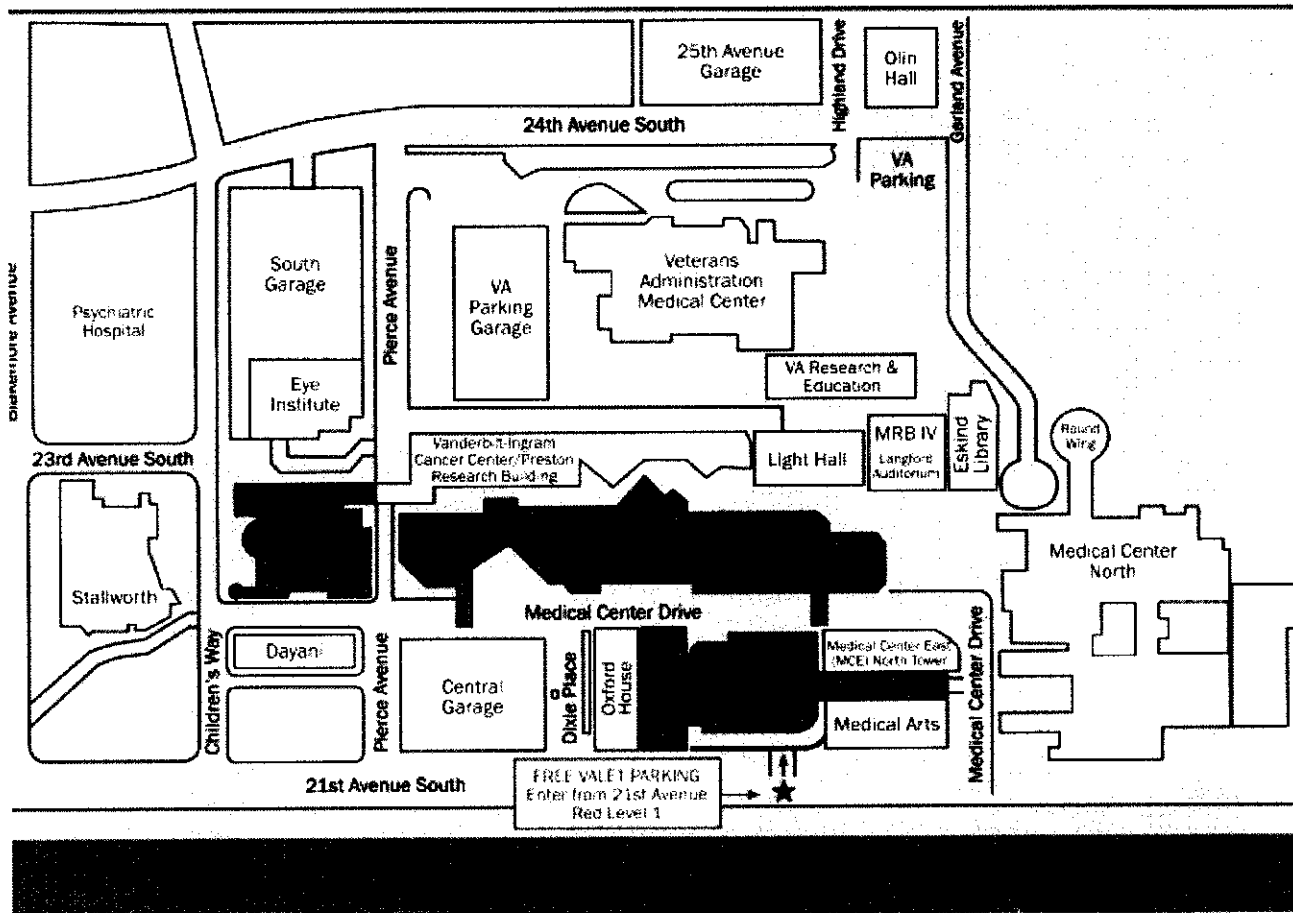 25th Avenue
Garage
Highland Drive
Olin
Hall
Garland Avenue
24th Avenue South
VA
Parking
South
Garage
Pierce Avenue
VA
Parking
Garage
Veterans
Administration
Medical Center
Psychiatric
Hospital
VA Research &
Education
Eye
Institute
23rd Avenue South
Vanderbilt-Ingram
Cancer Center/Preston
Research Building
Light Hall
MRB IV
Langford
Auditorium
Eskind
Library
Round
Wing
Medical Center
North
Stallworth
Medical Center Drive
Children's Way
Dayani
Pierce Avenue
Central
Garage
Dixie Place
Oxford
House
Medical Center East
(MCE) North Tower
Medical Arts
Medical Center Drive
21st Avenue South
FREE VALET PARKING
Enter from 21st Avenue
Red Level 1